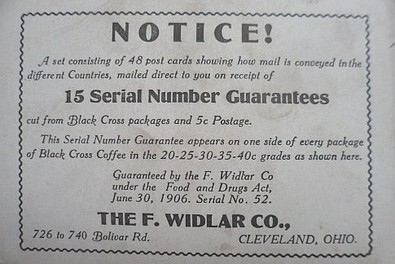 NOTICE!
A set consisting of 48 post cards showing how mail is conveyed in the
different Countries, mailed direct to you on receipt of
15 Serial Number Guarantees
cut from Black Cross packages and 5c Postage.
This Serial Number Guarantee appears on one side of every package
of Black Cross Coffee in the 20-25-30-35-40c grades as shown here.
Guaranteed by the F. Widlar Co
under the Food and Drugs Act,
June 30, 1906. Serial No. 52.
THE F. WIDLAR CO.,
726 to 740 Bolivar Rd. CLEVELAND, OHIO.